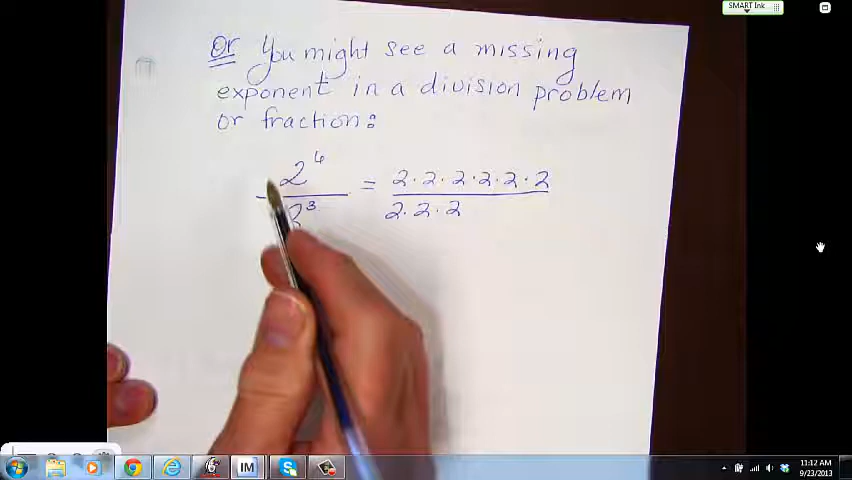 SMART Ink
Or You might see a missing
exponent in a division problem
or fraction:
2^6 = 2·2·2·2·2·2
2^3 2·2·2
IM
11:12 AM
9/23/2013